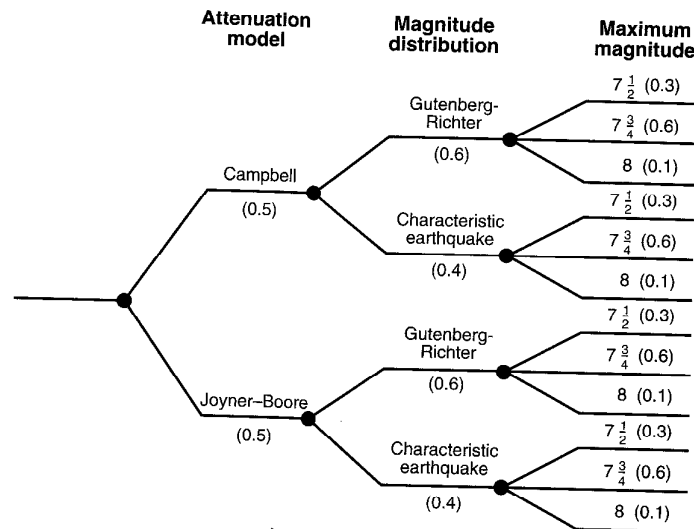 Attenuation
model
Magnitude
distribution
Maximum
magnitude
Campbell
(0.5)
Gutenberg-
Richter
(0.6)
7 1/2 (0.3)
7 3/4 (0.6)
8 (0.1)
Characteristic
earthquake
(0.4)
7 1/2 (0.3)
7 3/4 (0.6)
8 (0.1)
Joyner–Boore
(0.5)
Gutenberg-
Richter
(0.6)
7 1/2 (0.3)
7 3/4 (0.6)
8 (0.1)
Characteristic
earthquake
(0.4)
7 1/2 (0.3)
7 3/4 (0.6)
8 (0.1)